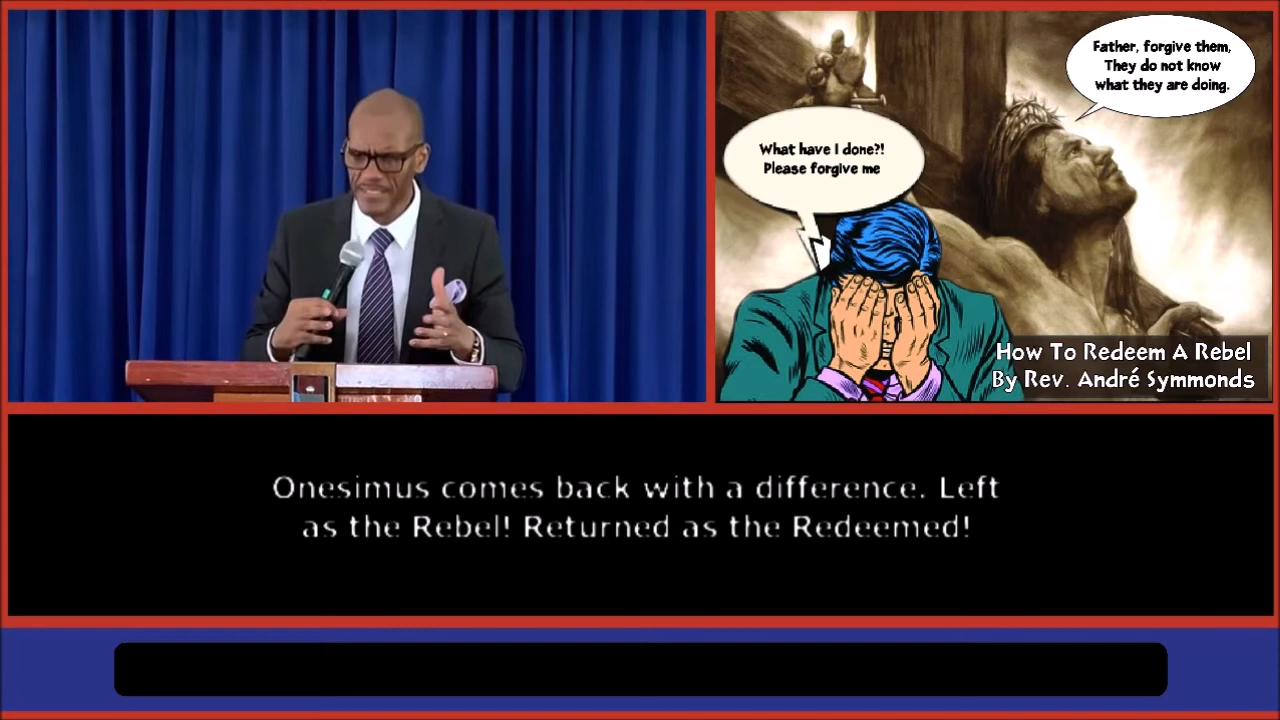 Father, forgive them,
They do not know
what they are doing.
What have I done?!
Please forgive me
How To Redeem A Rebel
By Rev. André Symmonds
Onesimus comes back with a difference. Left
as the Rebel! Returned as the Redeemed!